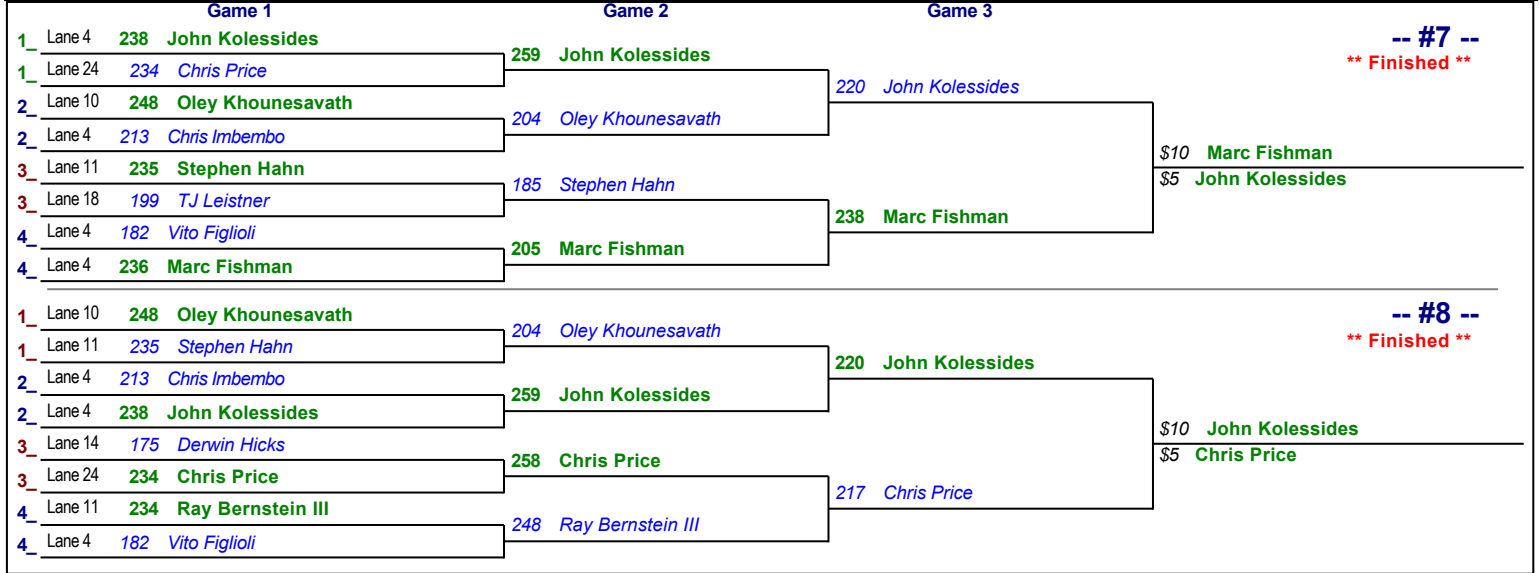 Game 1 Game 2 Game 3
-- #7 --
** Finished **
1_ Lane 4 238 John Kolessides
1_ Lane 24 234 Chris Price
2_ Lane 10 248 Oley Khounesavath
2_ Lane 4 213 Chris Imbembo
3_ Lane 11 235 Stephen Hahn
3_ Lane 18 199 TJ Leistner
4_ Lane 4 182 Vito Figlioli
4_ Lane 4 236 Marc Fishman
259 John Kolessides
204 Oley Khounesavath
185 Stephen Hahn
205 Marc Fishman
220 John Kolessides
238 Marc Fishman
$10 Marc Fishman
$5 John Kolessides
-- #8 --
** Finished **
1_ Lane 10 248 Oley Khounesavath
1_ Lane 11 235 Stephen Hahn
2_ Lane 4 213 Chris Imbembo
2_ Lane 4 238 John Kolessides
3_ Lane 14 175 Derwin Hicks
3_ Lane 24 234 Chris Price
4_ Lane 11 234 Ray Bernstein III
4_ Lane 4 182 Vito Figlioli
204 Oley Khounesavath
259 John Kolessides
258 Chris Price
248 Ray Bernstein III
220 John Kolessides
217 Chris Price
$10 John Kolessides
$5 Chris Price